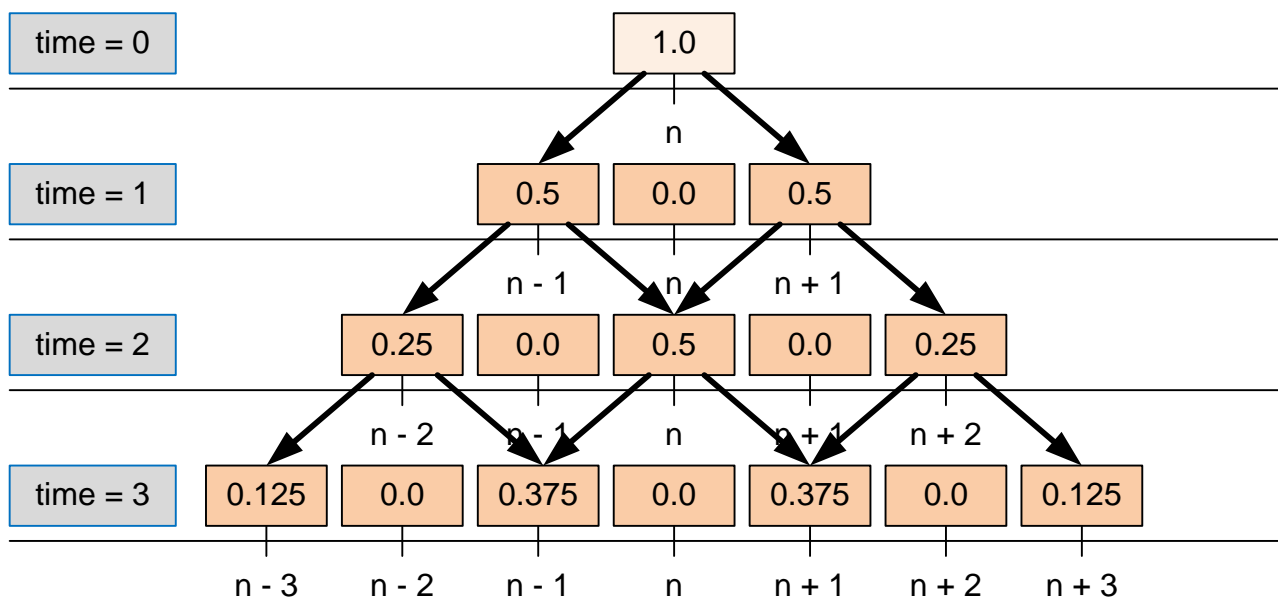 time = 0 1.0
n
time = 1 0.5 0.0 0.5
n - 1 n n + 1
time = 2 0.25 0.0 0.5 0.0 0.25
n - 2 n - 1 n n + 1 n + 2
time = 3 0.125 0.0 0.375 0.0 0.375 0.0 0.125
n - 3 n - 2 n - 1 n n + 1 n + 2 n + 3